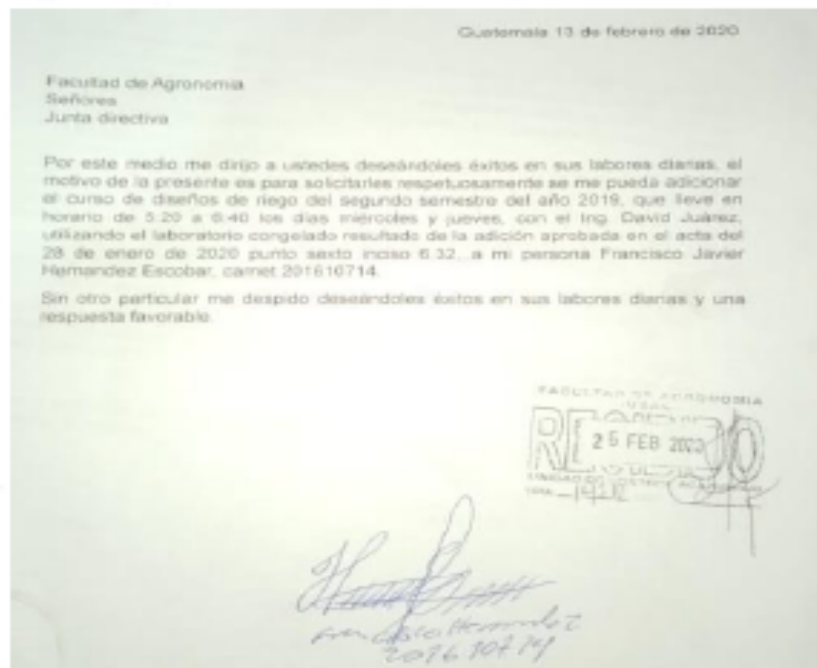 Guatemala 13 de febrero de 2020
Facultad de Agronomia
Señores
Junta directiva
Por este medio me dirijo a ustedes deseándoles éxitos en sus labores diarias, el
motivo de la presente es para solicitarles respetuosamente se me pueda adicionar
el curso de diseños de riego del segundo semestre del año 2019, que lleve en
horario de 5:20 a 6:40 los días miércoles y jueves, con el Ing. David Juárez,
utilizando el laboratorio congelado resultado de la adición aprobada en el acta del
28 de enero de 2020 punto sexto inciso 6.32, a mi persona Francisco Javier
Hernandez Escobar, carnet 201610714.
Sin otro particular me despido deseándoles éxitos en sus labores diarias y una
respuesta favorable.
FACULTAD DE AGRONOMIA
25 FEB 2020
Francisco Hernandez
201610714